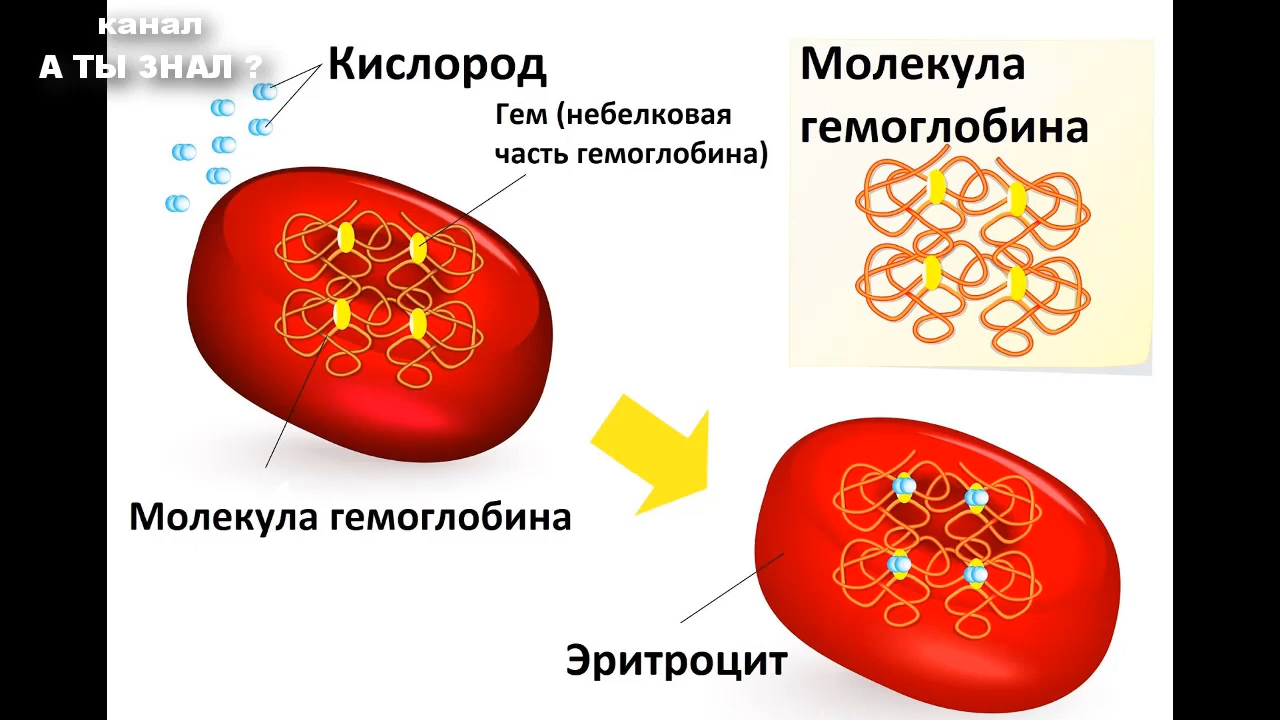 канал
А ТЫ ЗНАЛ ?
Кислород
Гем (небелковая
часть гемоглобина)
Молекула
гемоглобина
Молекула гемоглобина
Эритроцит